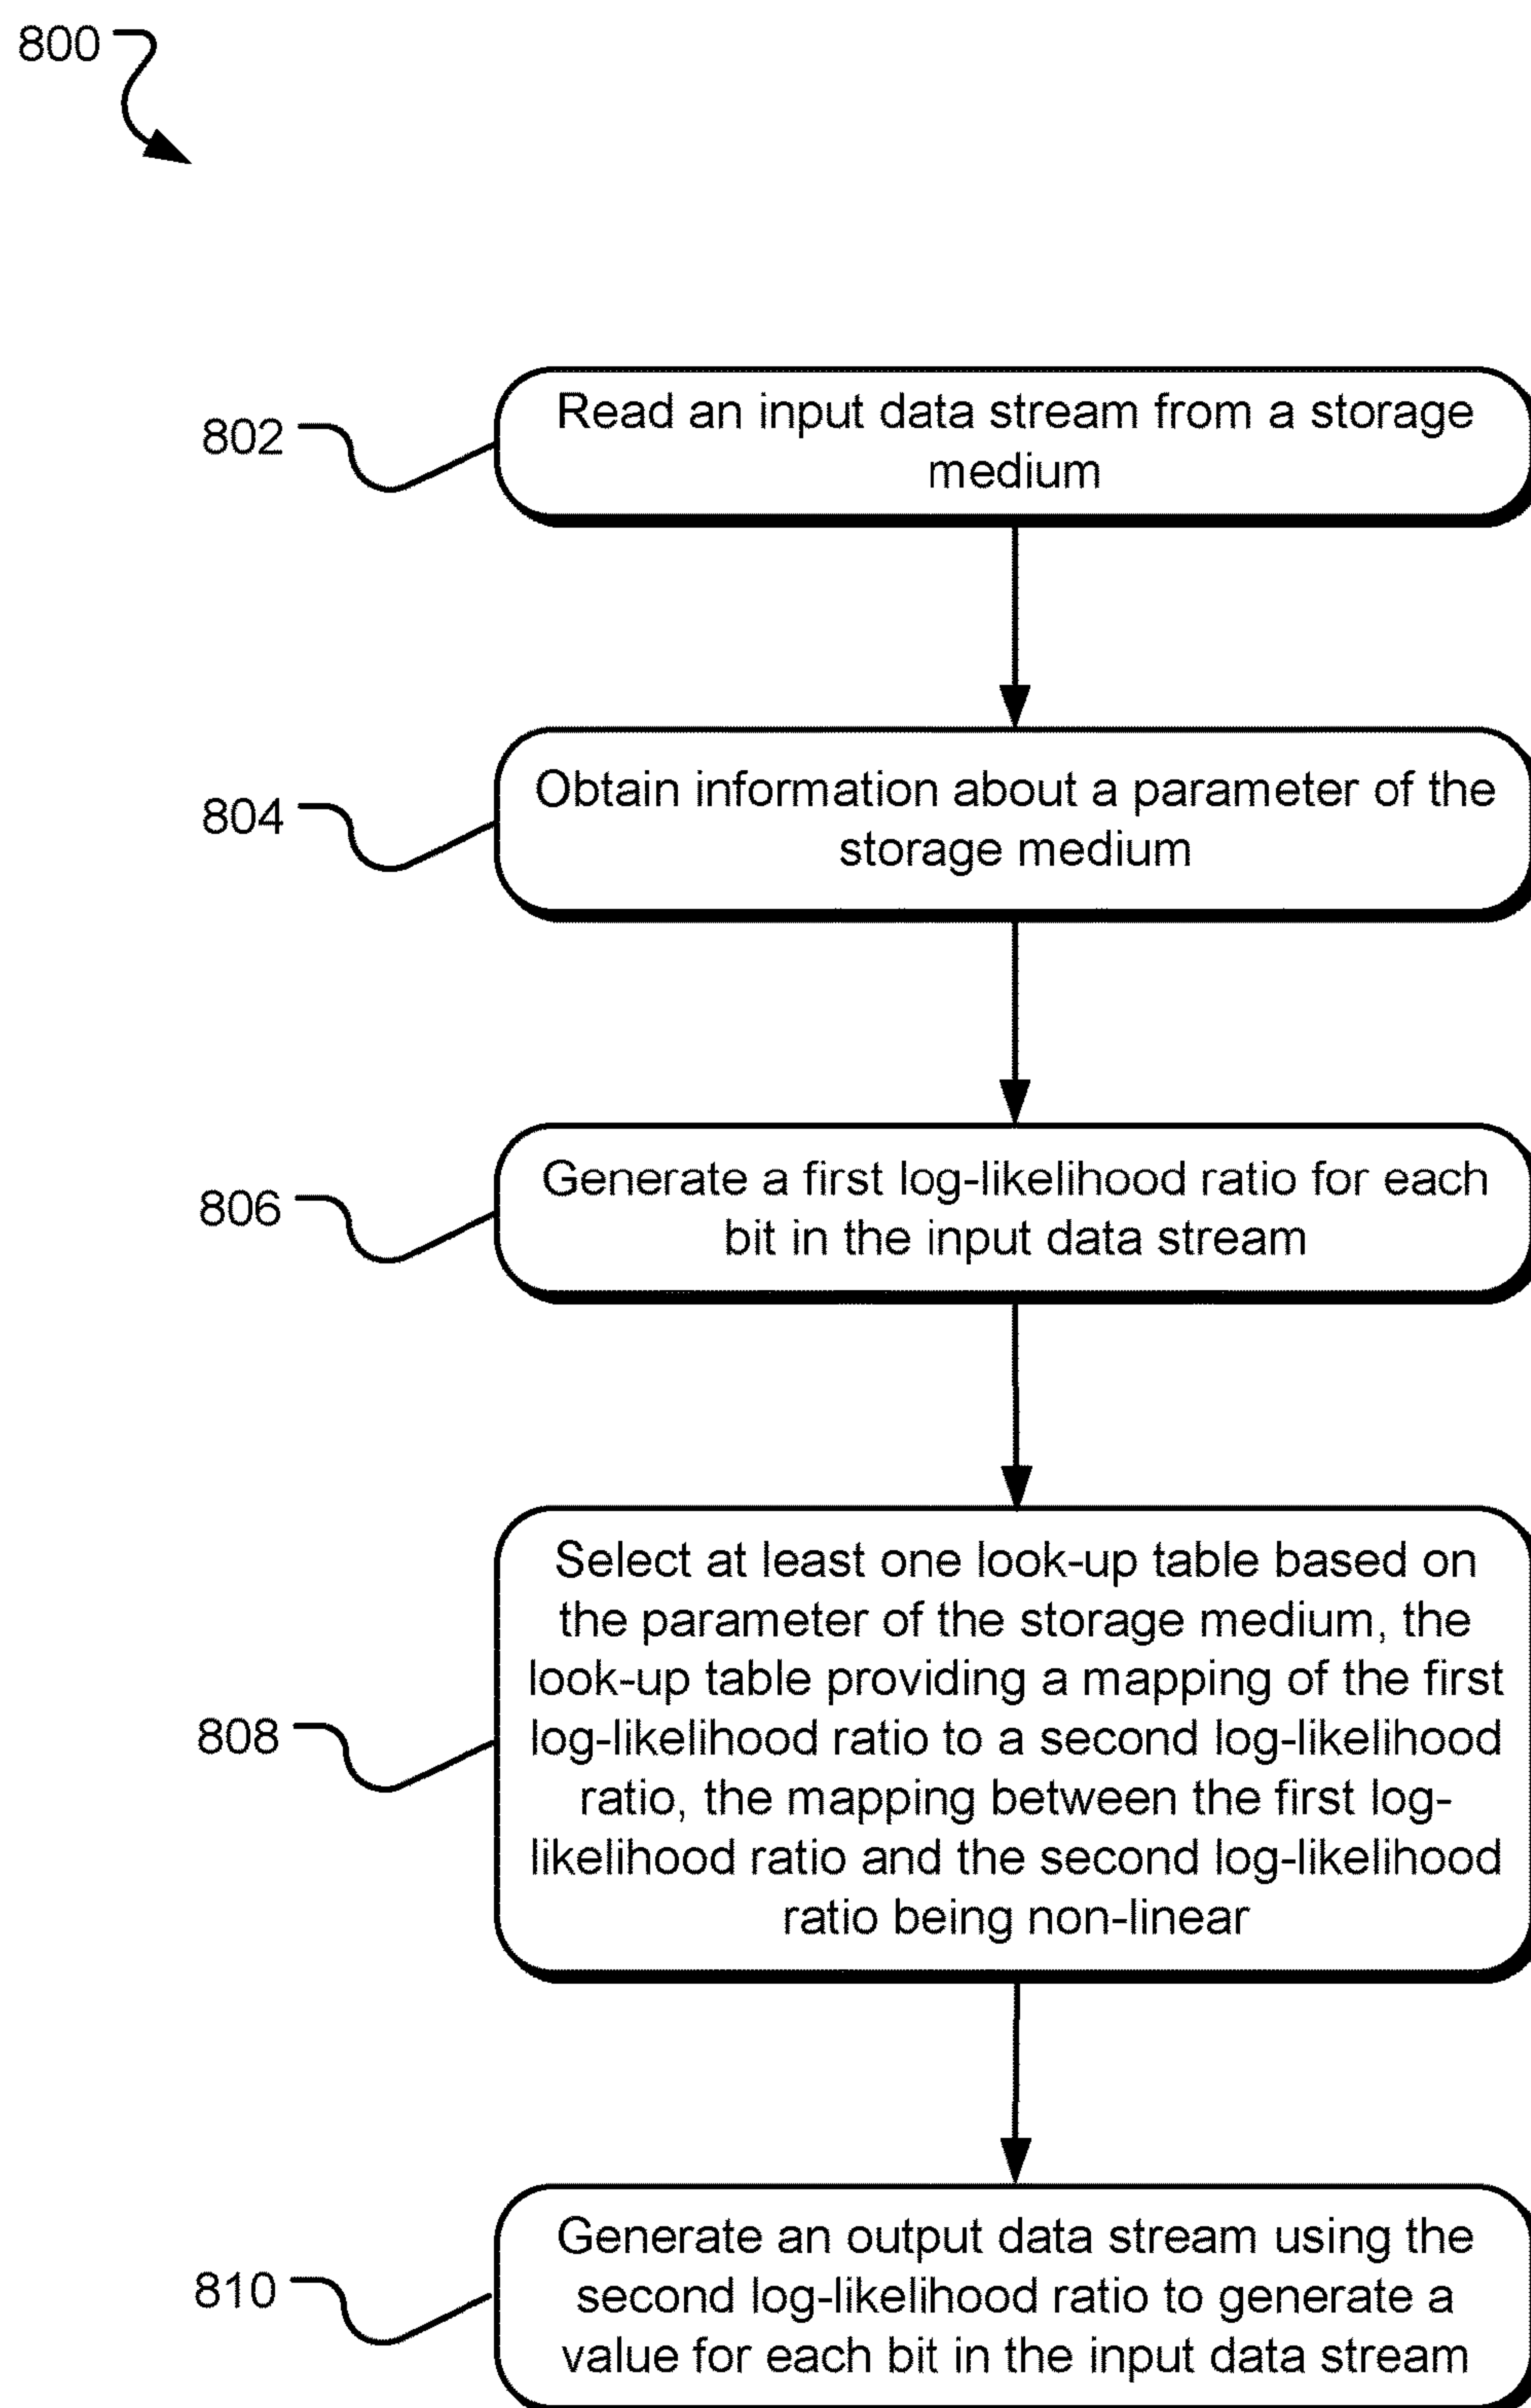 800
802
Read an input data stream from a storage
medium
804
Obtain information about a parameter of the
storage medium
806
Generate a first log-likelihood ratio for each
bit in the input data stream
808
Select at least one look-up table based on
the parameter of the storage medium, the
look-up table providing a mapping of the first
log-likelihood ratio to a second log-likelihood
ratio, the mapping between the first log-
likelihood ratio and the second log-likelihood
ratio being non-linear
810
Generate an output data stream using the
second log-likelihood ratio to generate a
value for each bit in the input data stream